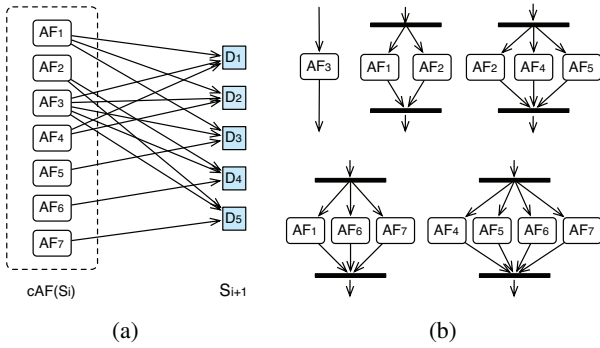 AF1
AF2
AF3
AF4
AF5
AF6
AF7
cAF(Si)
D1
D2
D3
D4
D5
Si+1
(a)
AF3
AF1 AF2
AF2 AF4 AF5
AF1 AF6 AF7
AF4 AF5 AF6 AF7
(b)